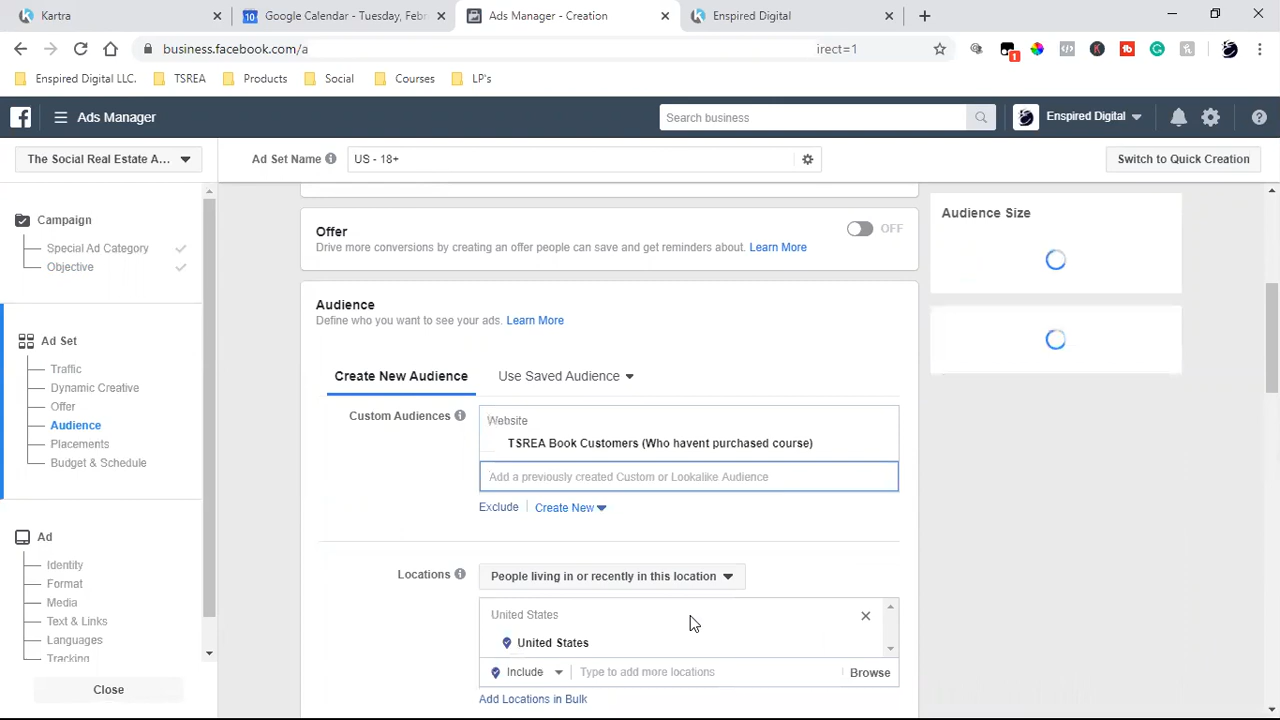 Kartra
Google Calendar - Tuesday, Febr
Ads Manager - Creation
Enspired Digital
business.facebook.com/a
irect=1
1
Enspired Digital LLC.
TSREA
Products
Social
Courses
LP's
Ads Manager
Search business
Enspired Digital
The Social Real Estate A...
Ad Set Name
US - 18+
Switch to Quick Creation
Campaign
Special Ad Category
Objective
Ad Set
Traffic
Dynamic Creative
Offer
Audience
Placements
Budget & Schedule
Ad
Identity
Format
Media
Text & Links
Languages
Tracking
Close
Offer
OFF
Drive more conversions by creating an offer people can save and get reminders about. Learn More
Audience
Define who you want to see your ads. Learn More
Create New Audience
Use Saved Audience
Custom Audiences
Website
TSREA Book Customers (Who havent purchased course)
Add a previously created Custom or Lookalike Audience
Exclude
Create New
Locations
People living in or recently in this location
United States
United States
Include
Type to add more locations
Browse
Add Locations in Bulk
Audience Size